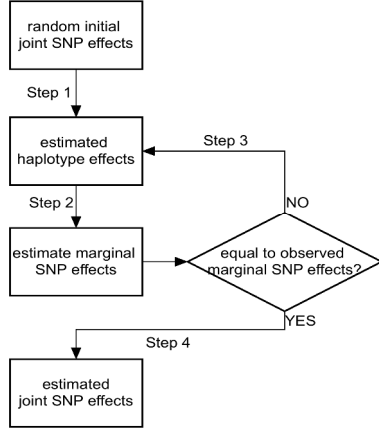 random initial
joint SNP effects
Step 1
estimated
haplotype effects
Step 3
Step 2
NO
estimate marginal
SNP effects
equal to observed
marginal SNP effects?
YES
Step 4
estimated
joint SNP effects